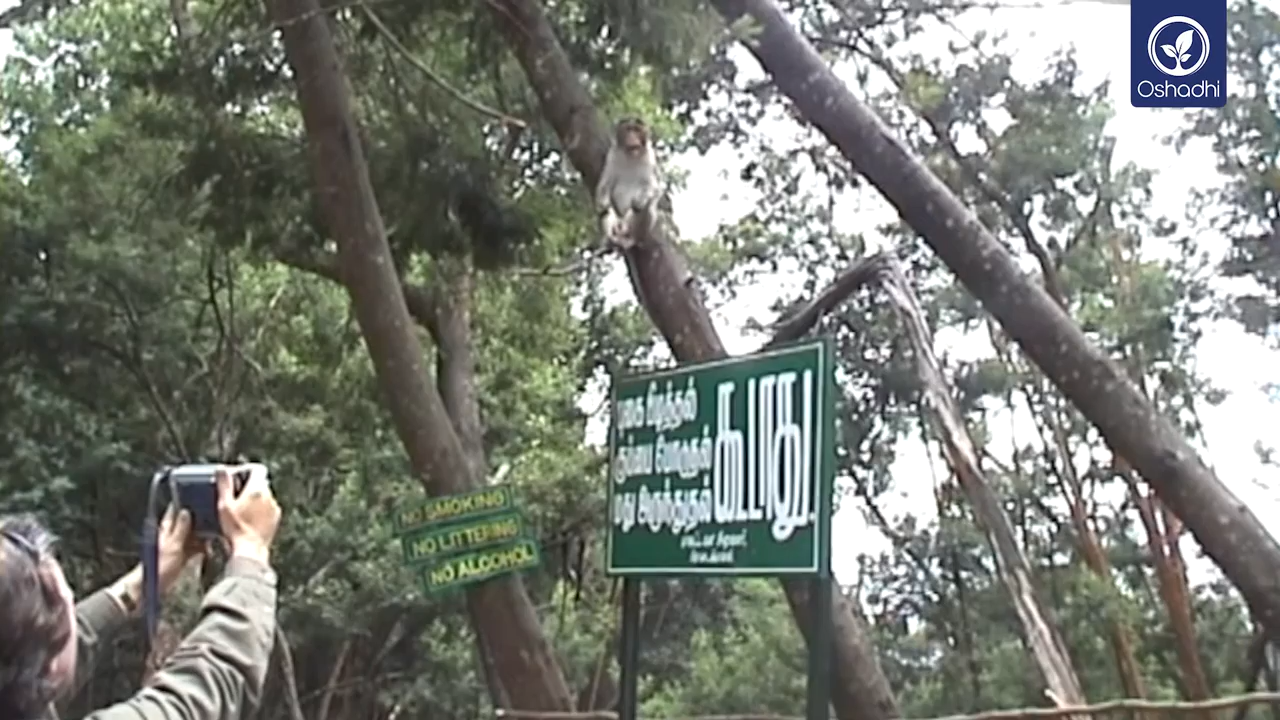 Oshadhi
புகை பிடித்தல்
குப்பை போடுதல்
மது அருந்துதல்
கூடாது!
NO SMOKING
NO LITTERING
NO ALCOHOL